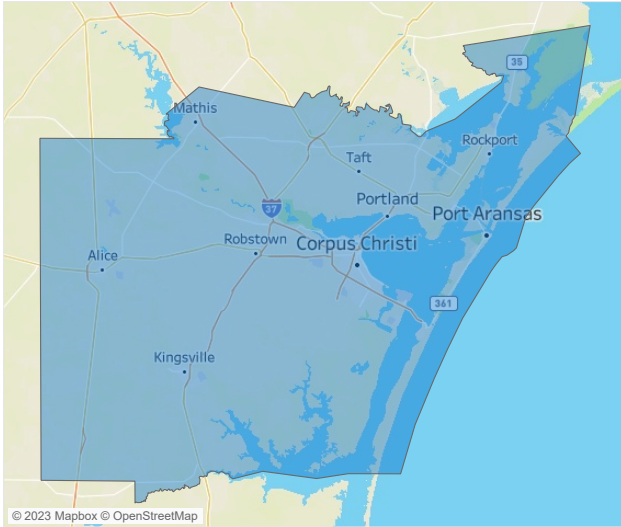 35
Mathis
Rockport
Taft
Portland
37
Port Aransas
Robstown
Corpus Christi
Alice
361
Kingsville
© 2023 Mapbox © OpenStreetMap